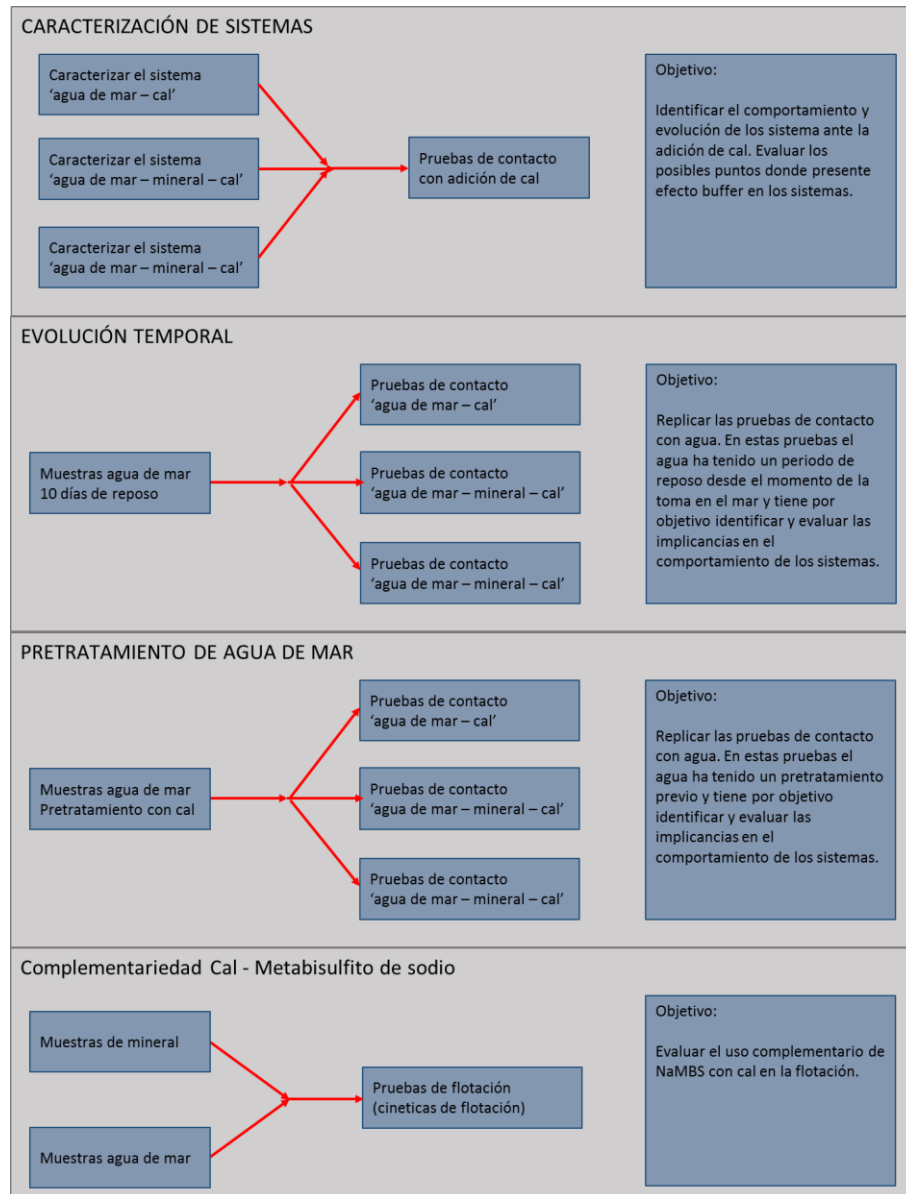 CARACTERIZACIÓN DE SISTEMAS
Caracterizar el sistema
‘agua de mar – cal’
Caracterizar el sistema
‘agua de mar – mineral – cal’
Caracterizar el sistema
‘agua de mar – mineral – cal’
Pruebas de contacto
con adición de cal
Objetivo:
Identificar el comportamiento y
evolución de los sistema ante la
adición de cal. Evaluar los
posibles puntos donde presente
efecto buffer en los sistemas.
EVOLUCIÓN TEMPORAL
Muestras agua de mar
10 días de reposo
Pruebas de contacto
‘agua de mar – cal’
Pruebas de contacto
‘agua de mar – mineral – cal’
Pruebas de contacto
‘agua de mar – mineral – cal’
Objetivo:
Replicar las pruebas de contacto
con agua. En estas pruebas el
agua ha tenido un periodo de
reposo desde el momento de la
toma en el mar y tiene por
objetivo identificar y evaluar las
implicancias en el
comportamiento de los sistemas.
PRETRATAMIENTO DE AGUA DE MAR
Muestras agua de mar
Pretratamiento con cal
Pruebas de contacto
‘agua de mar – cal’
Pruebas de contacto
‘agua de mar – mineral – cal’
Pruebas de contacto
‘agua de mar – mineral – cal’
Objetivo:
Replicar las pruebas de contacto
con agua. En estas pruebas el
agua ha tenido un pretratamiento
previo y tiene por objetivo
identificar y evaluar las
implicancias en el
comportamiento de los sistemas.
Complementariedad Cal - Metabisulfito de sodio
Muestras de mineral
Muestras agua de mar
Pruebas de flotación
(cineticas de flotación)
Objetivo:
Evaluar el uso complementario de
NaMBS con cal en la flotación.